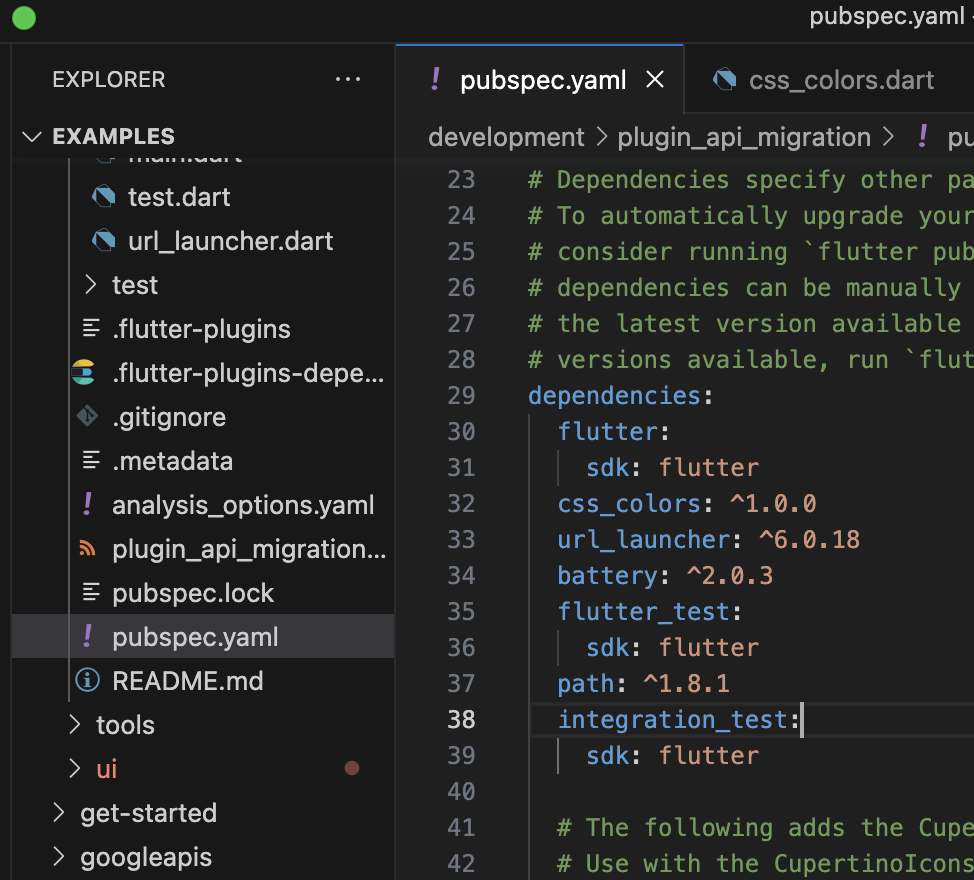 pubspec.yaml
EXPLORER
...
pubspec.yaml
css_colors.dart
EXAMPLES
development > plugin_api_migration > ! pu
main.dart
test.dart
url_launcher.dart
test
.flutter-plugins
.flutter-plugins-depe...
.gitignore
.metadata
! analysis_options.yaml
plugin_api_migration...
pubspec.lock
! pubspec.yaml
README.md
tools
ui
get-started
googleapis
23 # Dependencies specify other pa
24 # To automatically upgrade your
25 # consider running `flutter pub
26 # dependencies can be manually
27 # the latest version available
28 # versions available, run `flut
29 dependencies:
30 flutter:
31 sdk: flutter
32 css_colors: ^1.0.0
33 url_launcher: ^6.0.18
34 battery: ^2.0.3
35 flutter_test:
36 sdk: flutter
37 path: ^1.8.1
38 integration_test:
39 sdk: flutter
40
41 # The following adds the Cupe
42 # Use with the CupertinoIcons